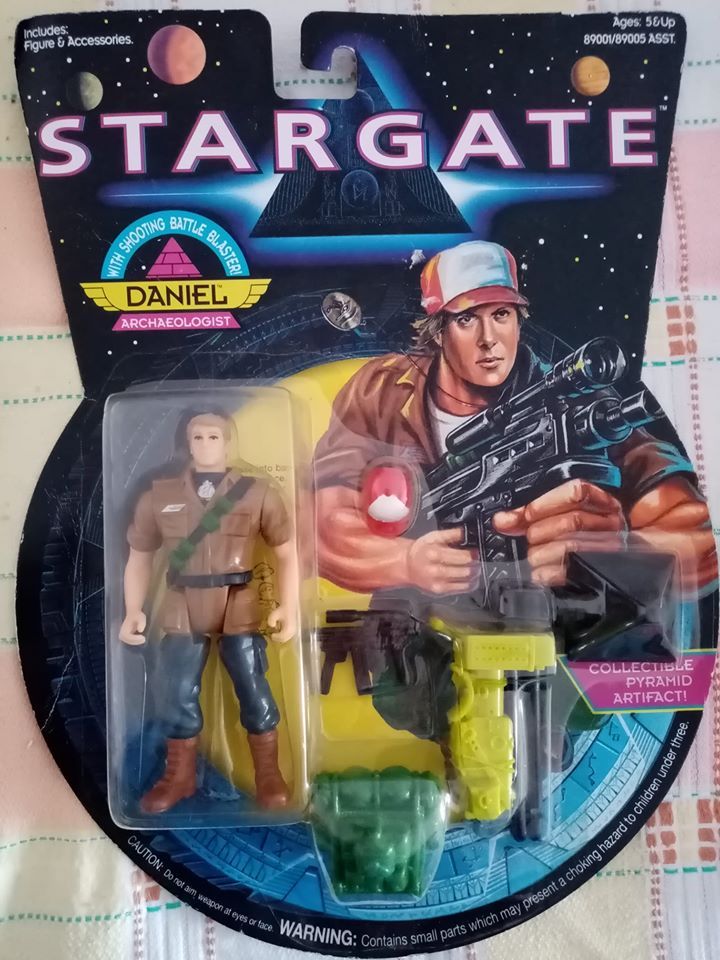 Includes:
Figure & Accessories.
Ages: 5&Up
89001/89005 ASST.
STARGATE™
WITH SHOOTING BATTLE BLASTER!
DANIEL™
ARCHAEOLOGIST
COLLECTIBLE
PYRAMID
ARTIFACT!
CAUTION: Do not aim weapon at eyes or face.
WARNING: Contains small parts which may present a choking hazard to children under three.